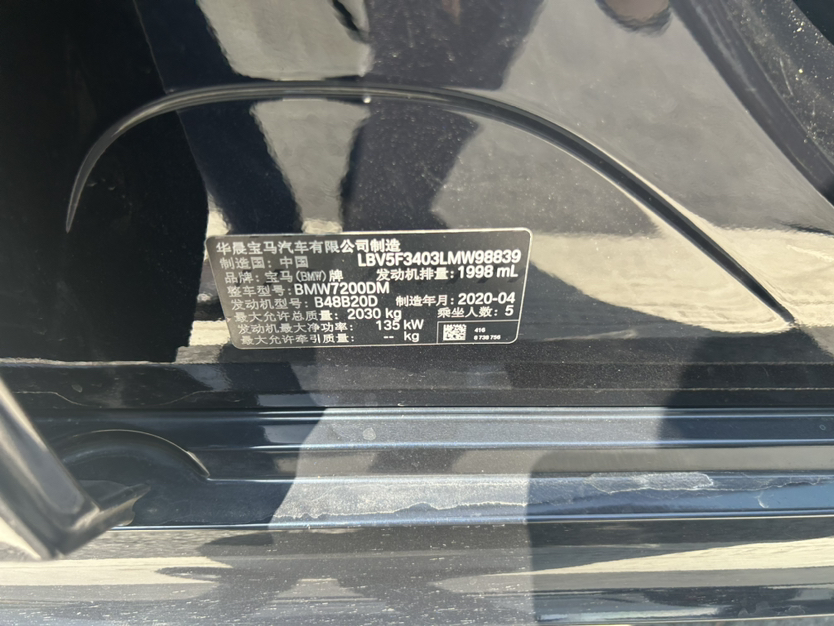 华晨宝马汽车有限公司制造
制造国: 中国 LBV5F3403LMW98839
品牌: 宝马(BMW)牌 发动机排量: 1998 mL
整车型号: BMW7200DM
发动机型号: B48B20D 制造年月: 2020-04
最大允许总质量: 2030 kg 乘坐人数: 5
发动机最大净功率: 135 kW
最大允许牵引质量: -- kg
416
6 738 796